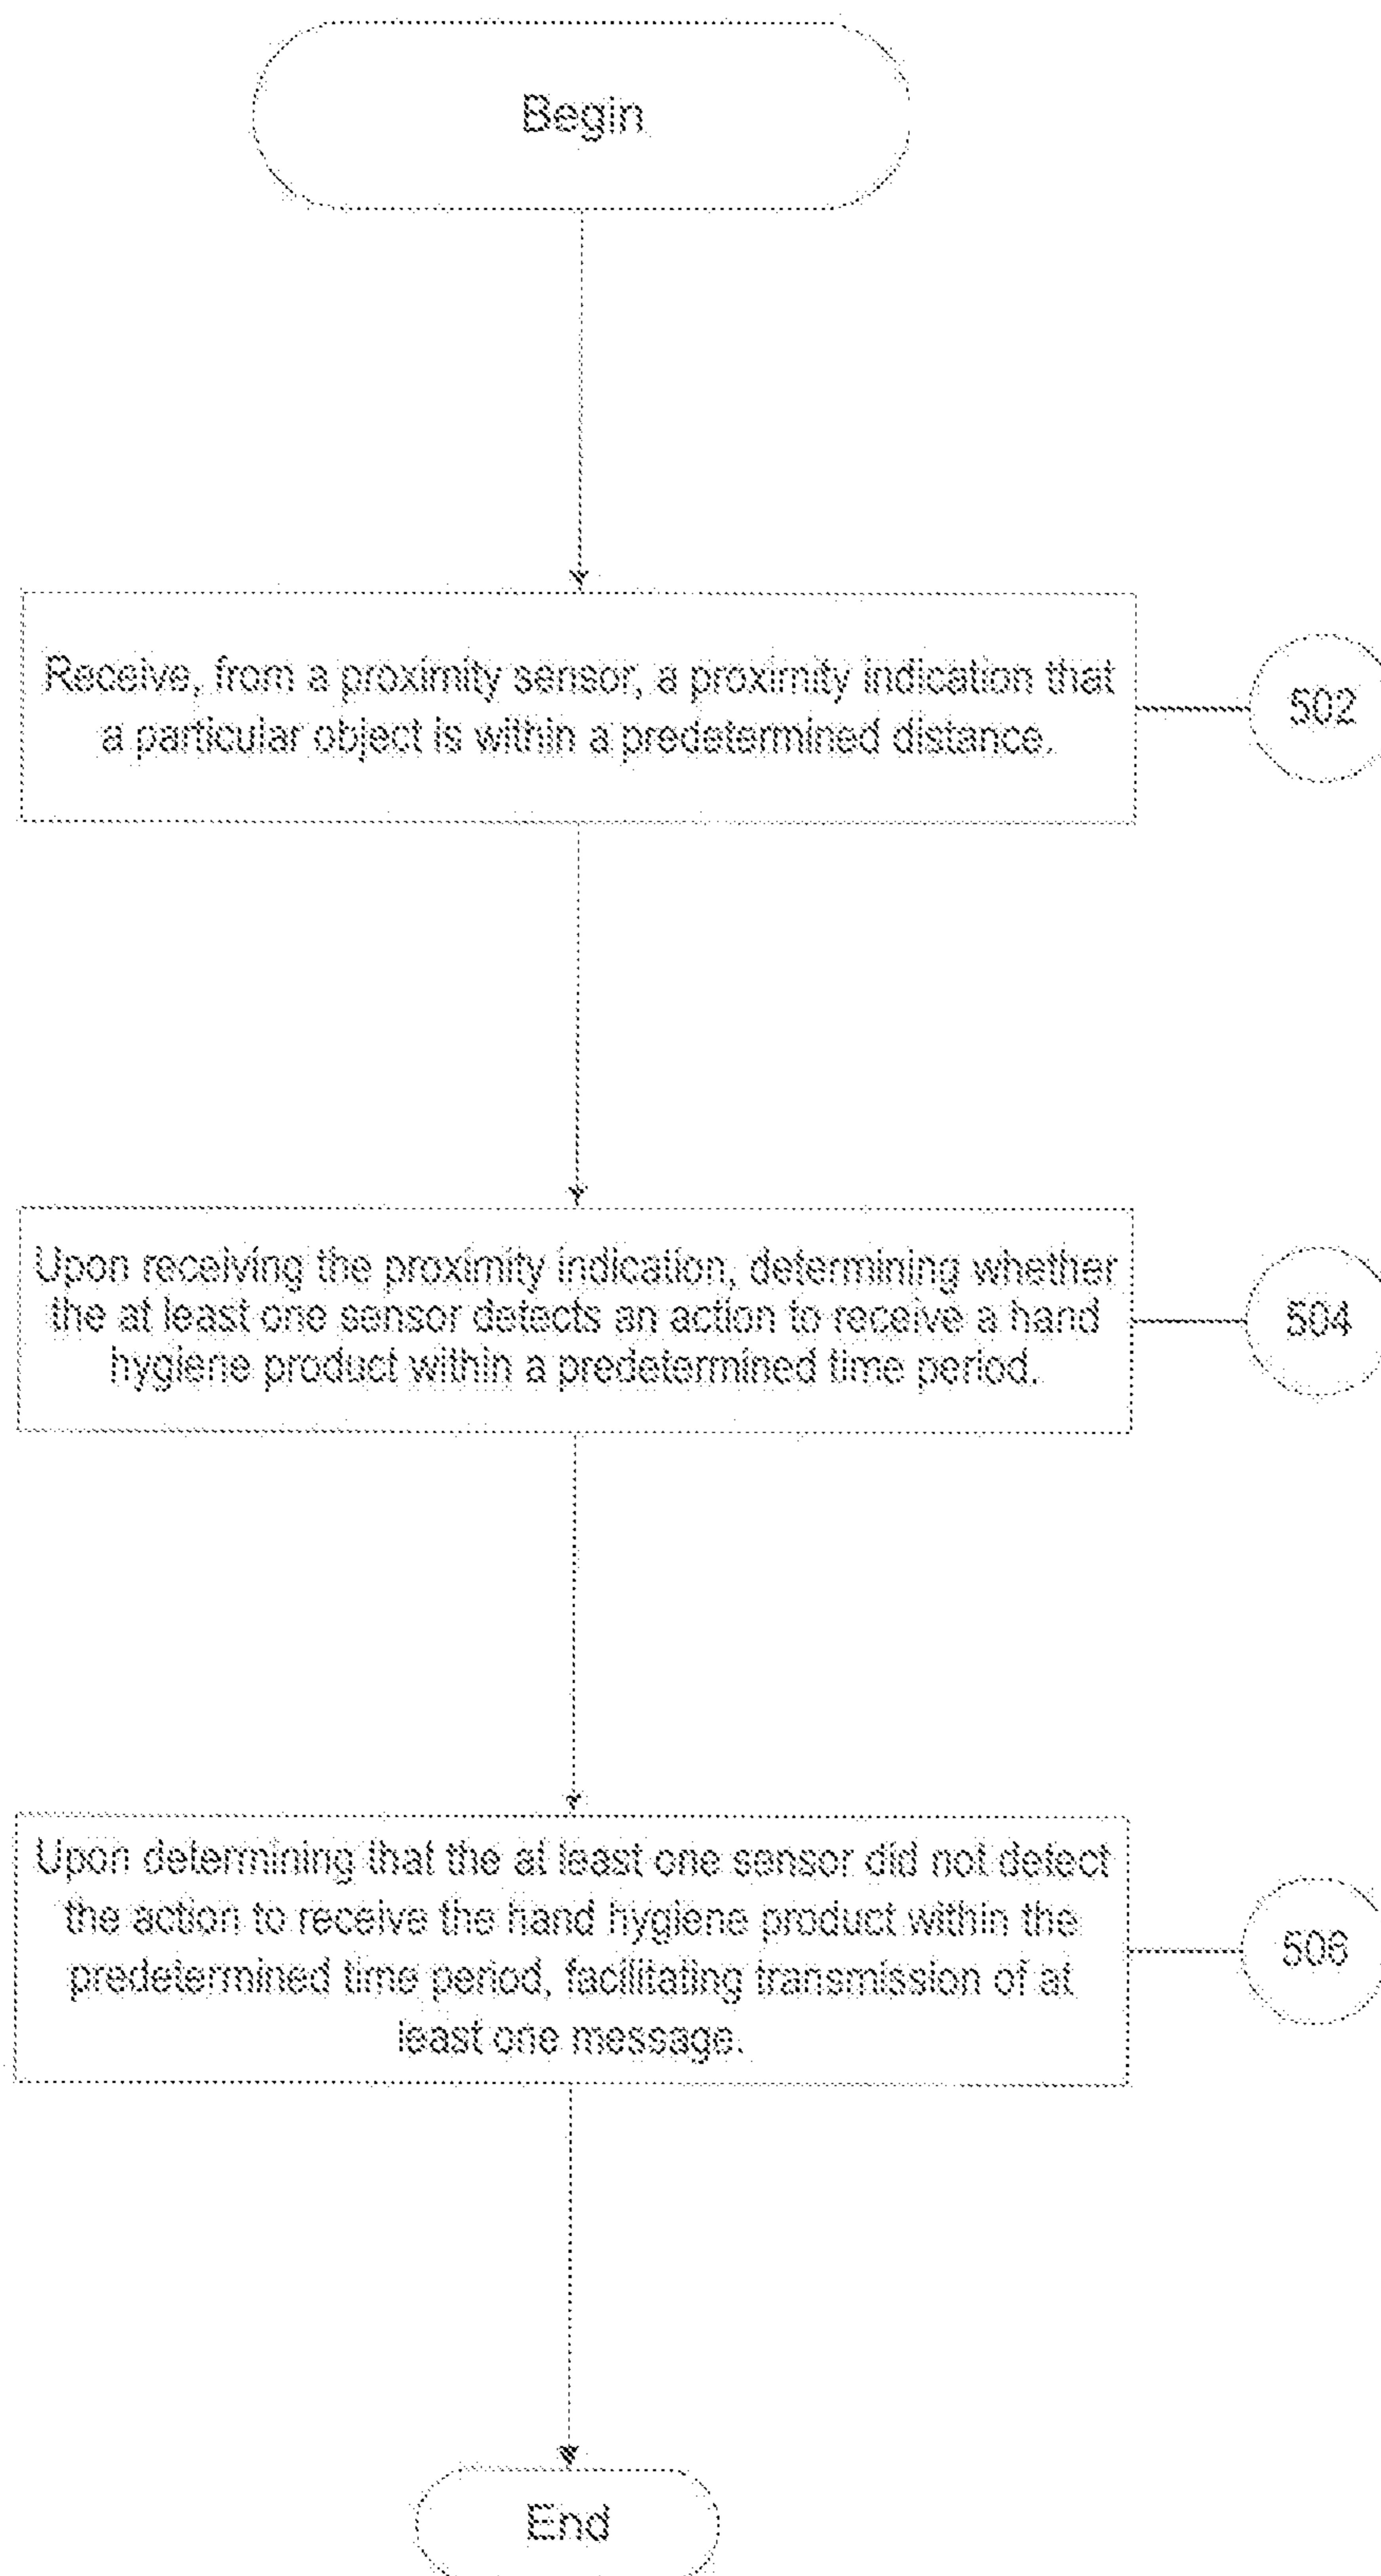 Begin
Receive, from a proximity sensor, a proximity indication that
a particular object is within a predetermined distance.
502
Upon receiving the proximity indication, determining whether
the at least one sensor detects an action to receive a hand
hygiene product within a predetermined time period.
504
Upon determining that the at least one sensor did not detect
the action to receive the hand hygiene product within the
predetermined time period, facilitating transmission of at
least one message.
506
End